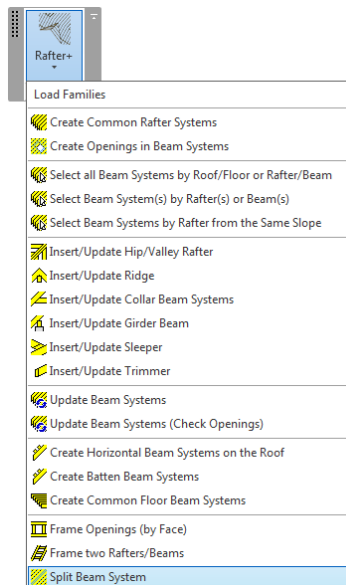 Rafter+
Load Families
Create Common Rafter Systems
Create Openings in Beam Systems
Select all Beam Systems by Roof/Floor or Rafter/Beam
Select Beam System(s) by Rafter(s) or Beam(s)
Select Beam Systems by Rafter from the Same Slope
Insert/Update Hip/Valley Rafter
Insert/Update Ridge
Insert/Update Collar Beam Systems
Insert/Update Girder Beam
Insert/Update Sleeper
Insert/Update Trimmer
Update Beam Systems
Update Beam Systems (Check Openings)
Create Horizontal Beam Systems on the Roof
Create Batten Beam Systems
Create Common Floor Beam Systems
Frame Openings (by Face)
Frame two Rafters/Beams
Split Beam System